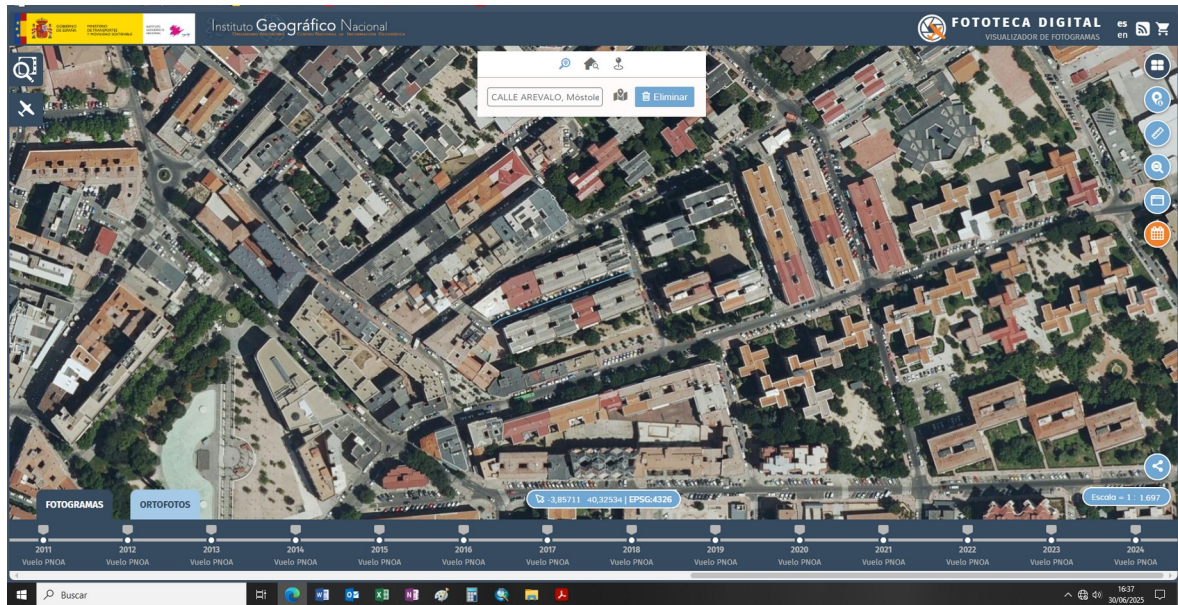 GOBIERNO
DE ESPAÑA
MINISTERIO
DE TRANSPORTES
Y MOVILIDAD SOSTENIBLE
Instituto Geográfico Nacional
FOTOTECA DIGITAL
VISUALIZADOR DE FOTOGRAMAS
es
en
CALLE AREVALO, Móstole
Eliminar
FOTOGRAMAS
ORTOFOTOS
-3,85711 40,32534 | EPSG:4326
Escala = 1 : 1.697
2011
2012
2013
2014
2015
2016
2017
2018
2019
2020
2021
2022
2023
2024
Vuelo PNOA
Vuelo PNOA
Vuelo PNOA
Vuelo PNOA
Vuelo PNOA
Vuelo PNOA
Vuelo PNOA
Vuelo PNOA
Vuelo PNOA
Vuelo PNOA
Vuelo PNOA
Vuelo PNOA
Vuelo PNOA
Vuelo PNOA
Buscar
16:37
30/06/2025